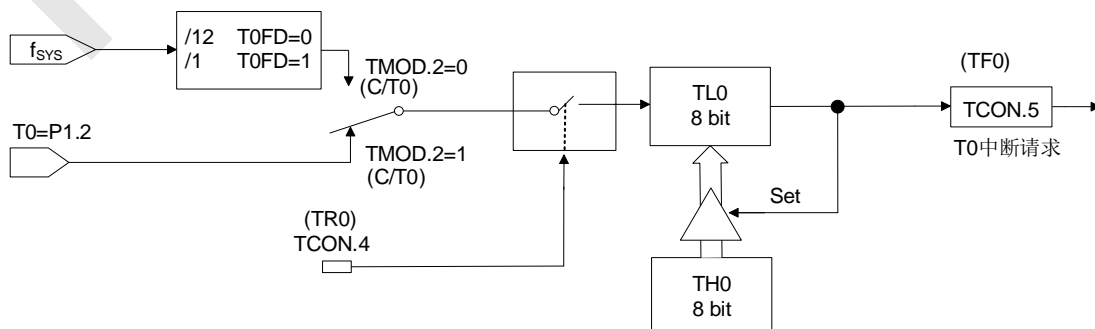 fSYS
/12 T0FD=0
/1 T0FD=1
TMOD.2=0
(C/T0)
T0=P1.2
TMOD.2=1
(C/T0)
(TR0)
TCON.4
TL0
8 bit
Set
TH0
8 bit
(TF0)
TCON.5
T0中断请求